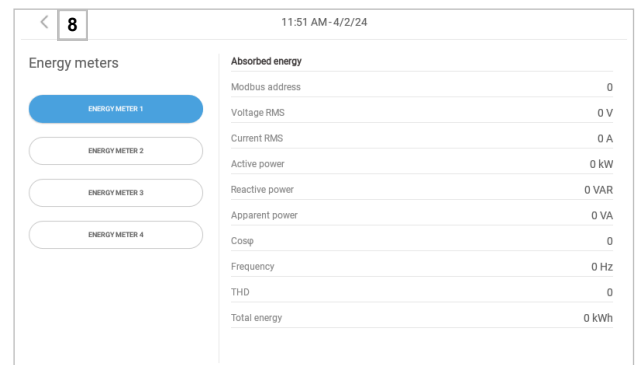 8
11:51 AM-4/2/24
Energy meters
ENERGY METER 1
ENERGY METER 2
ENERGY METER 3
ENERGY METER 4
Absorbed energy
Modbus address 0
Voltage RMS 0 V
Current RMS 0 A
Active power 0 kW
Reactive power 0 VAR
Apparent power 0 VA
Cosφ 0
Frequency 0 Hz
THD 0
Total energy 0 kWh